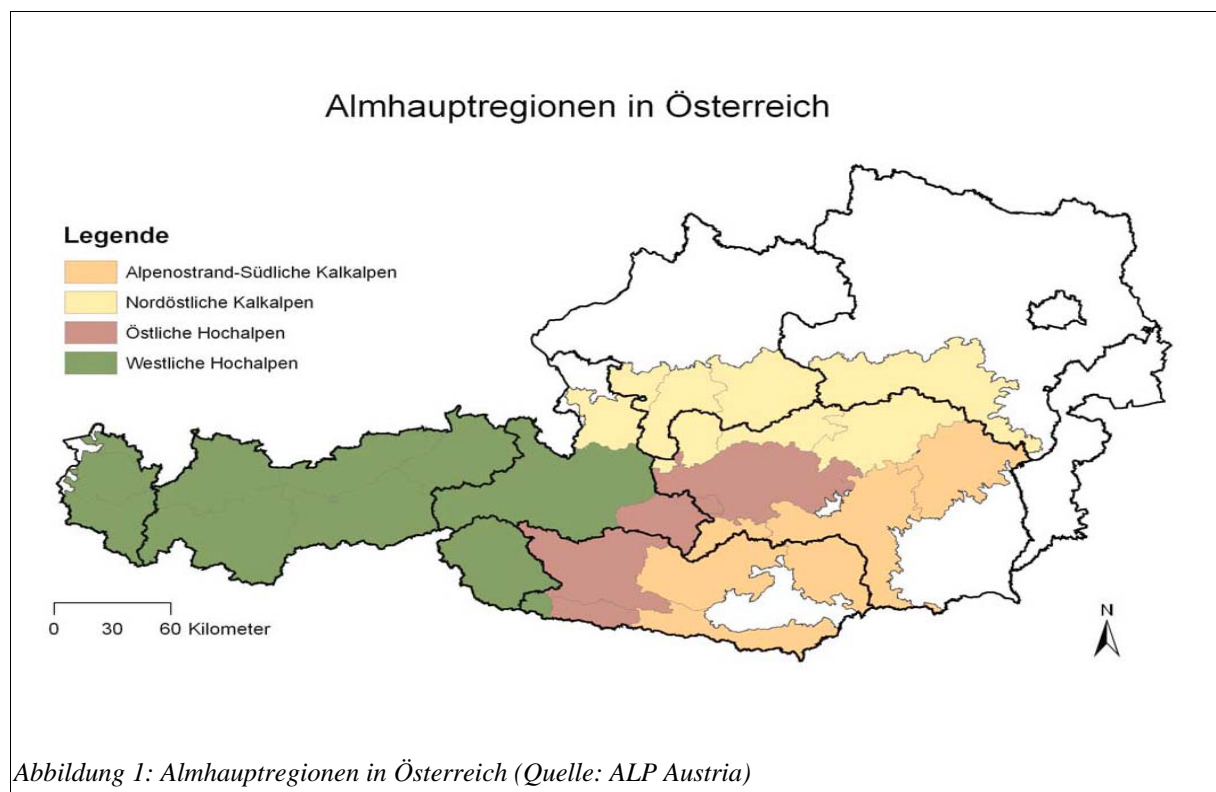 Almhauptregionen in Österreich
Legende
Alpenostrand-Südliche Kalkalpen
Nordöstliche Kalkalpen
Östliche Hochalpen
Westliche Hochalpen
0 30 60 Kilometer
N
Abbildung 1: Almhauptregionen in Österreich (Quelle: ALP Austria)